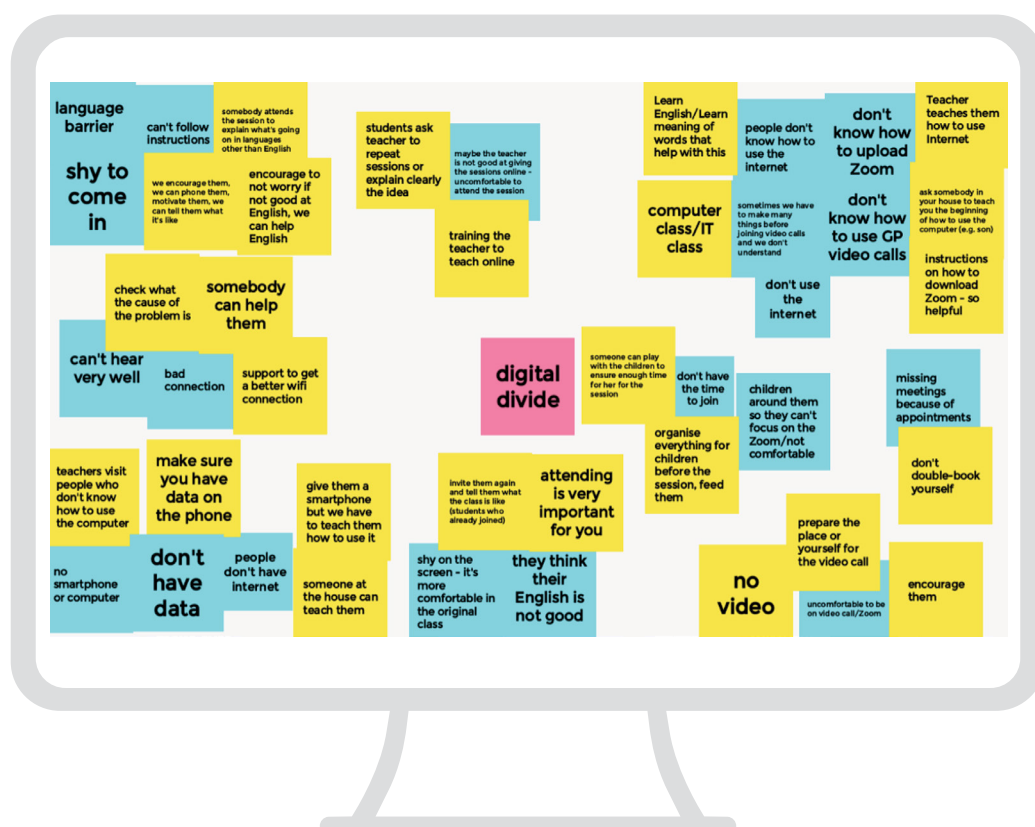 language
barrier
can't follow
instructions
somebody attends
the session to
explain what's going
on in languages
other than English
shy to
come
in
we encourage them,
we can phone them,
motivate them, we
can tell them what
it's like
encourage to
not worry if
not good at
English, we
can help
English
check what
the cause of
the problem is
somebody
can help
them
can't hear
very well
bad
connection
support to get
a better wifi
connection
students ask
teacher to
repeat
sessions or
explain clearly
the idea
maybe the teacher
is not good at giving
the sessions online -
uncomfortable to
attend the session
training the
teacher to
teach online
Learn
English/Learn
meaning of
words that
help with this
people don't
know how to
use the
internet
don't
know how
to upload
Zoom
Teacher
teaches them
how to use
Internet
computer
class/IT
class
sometimes we have
to make many
things before
joining video calls
and we don't
understand
don't
know how
to use GP
video calls
ask somebody in
your house to teach
you the beginning
of how to use the
computer (e.g. son)
don't use
the
internet
instructions
on how to
download
Zoom - so
helpful
digital
divide
someone can play
with the children to
ensure enough time
for her for the
session
don't have
the time
to join
children
around them
so they can't
focus on the
Zoom/not
comfortable
organise
everything for
children
before the
session, feed
them
missing
meetings
because of
appointments
don't
double-book
yourself
teachers visit
people who
don't know
how to use
the computer
make sure
you have
data on
the phone
no
smartphone
or computer
don't
have
data
people
don't have
internet
give them a
smartphone
but we have
to teach them
how to use it
someone at
the house can
teach them
invite them again
and tell them what
the class is like
(students who
already joined)
attending
is very
important
for you
shy on the
screen - it's
more
comfortable in
the original
class
they think
their
English is
not good
prepare the
place or
yourself for
the video call
no
video
uncomfortable to be
on video call/Zoom
encourage
them